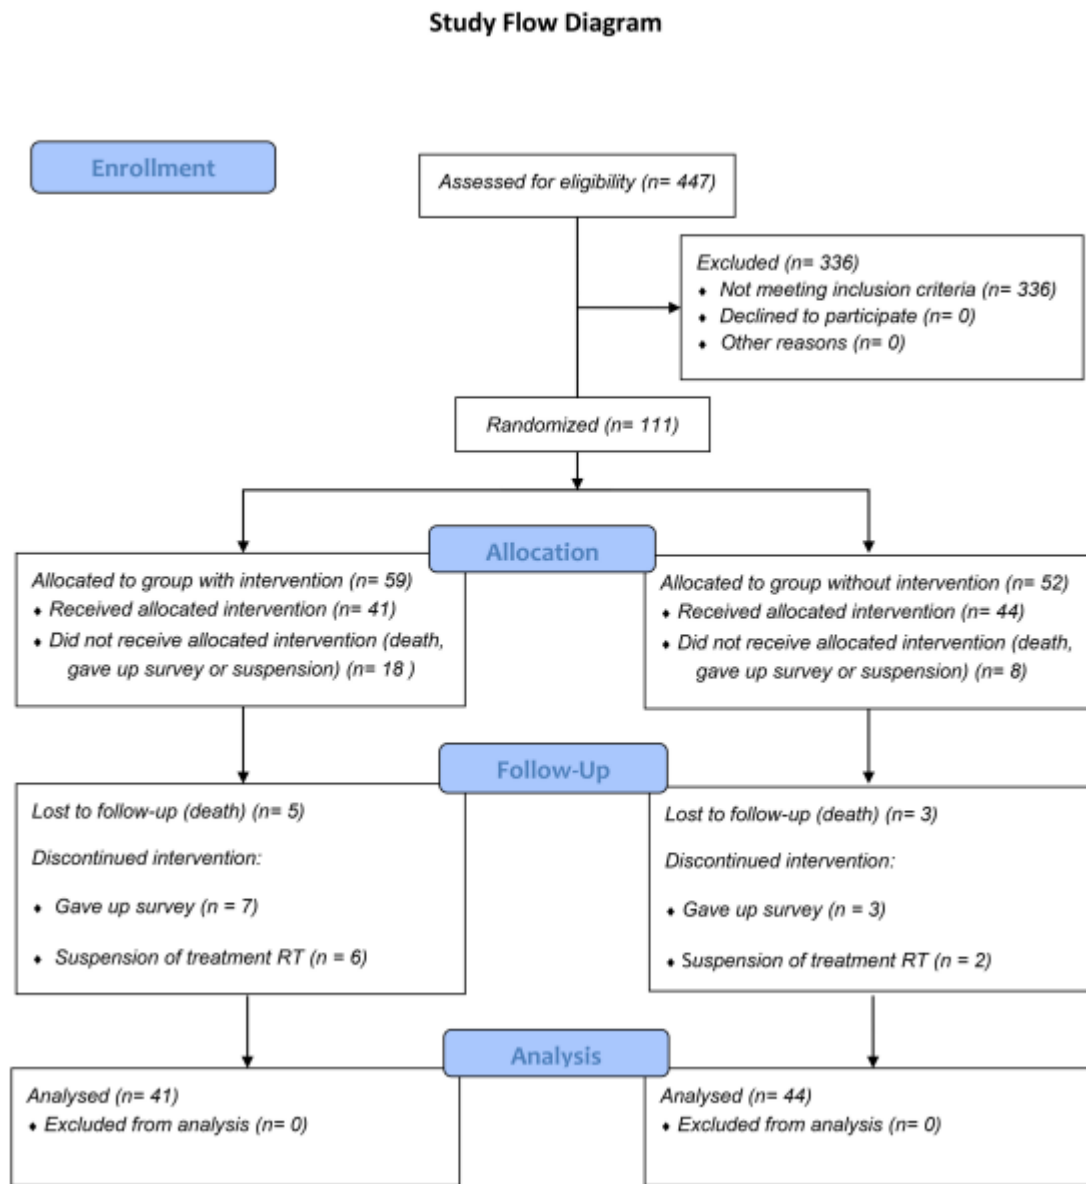 Study Flow Diagram
Enrollment
Assessed for eligibility (n= 447)
Excluded (n= 336)
♦ Not meeting inclusion criteria (n= 336)
♦ Declined to participate (n= 0)
♦ Other reasons (n= 0)
Randomized (n= 111)
Allocation
Allocated to group with intervention (n= 59)
♦ Received allocated intervention (n= 41)
♦ Did not receive allocated intervention (death,
gave up survey or suspension) (n= 18 )
Allocated to group without intervention (n= 52)
♦ Received allocated intervention (n= 44)
♦ Did not receive allocated intervention (death,
gave up survey or suspension) (n= 8)
Follow-Up
Lost to follow-up (death) (n= 5)
Discontinued intervention:
♦ Gave up survey (n = 7)
♦ Suspension of treatment RT (n = 6)
Lost to follow-up (death) (n= 3)
Discontinued intervention:
♦ Gave up survey (n = 3)
♦ Suspension of treatment RT (n = 2)
Analysis
Analysed (n= 41)
♦ Excluded from analysis (n= 0)
Analysed (n= 44)
♦ Excluded from analysis (n= 0)